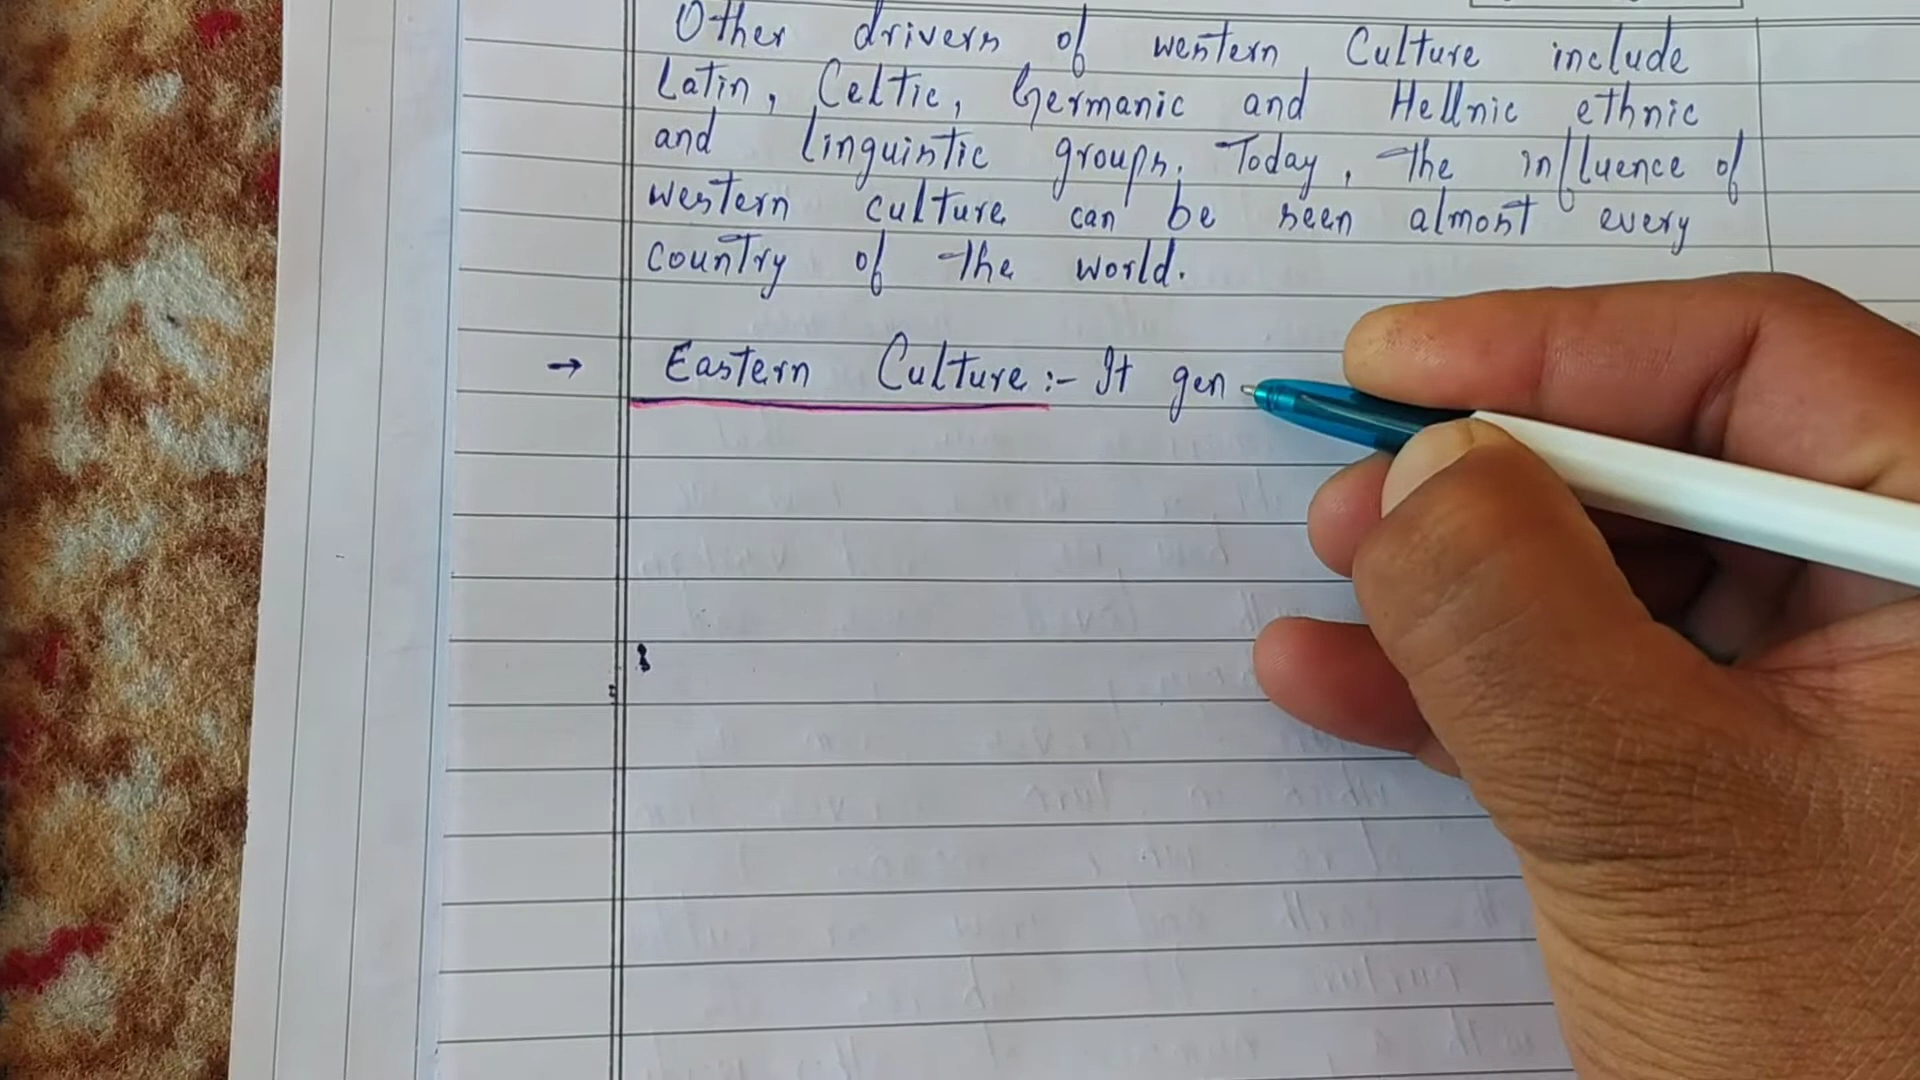 Other drivers of western Culture include
Latin, Celtic, Germanic and Hellnic ethnic
and linguistic groups. Today, the influence of
western culture can be seen almost every
country of the world.
→ Eastern Culture :- It gen